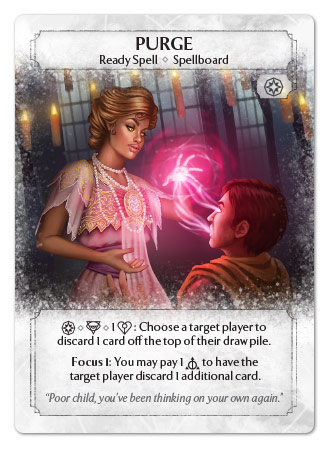 PURGE
Ready Spell ◇ Spellboard
◇ ◇ 1 : Choose a target player to
discard 1 card off the top of their draw pile.
Focus 1: You may pay 1 to have the
target player discard 1 additional card.
"Poor child, you've been thinking on your own again."